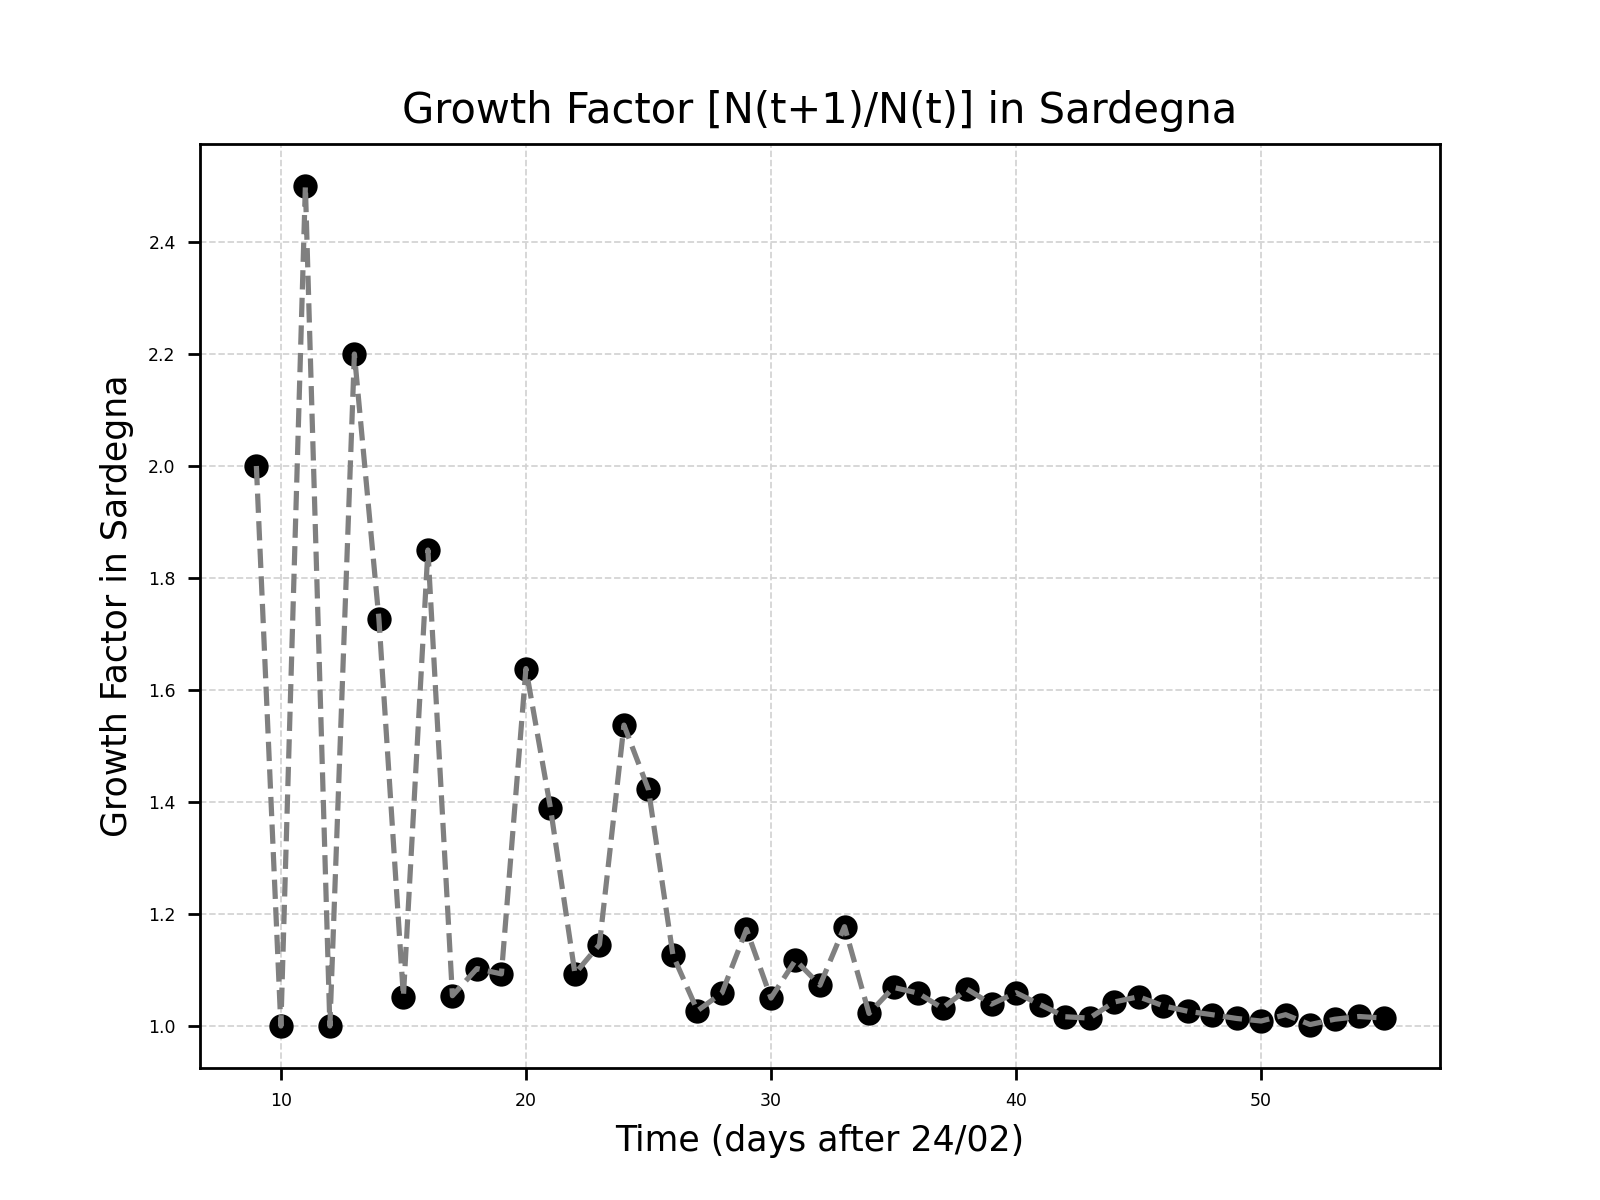 Growth Factor [N(t+1)/N(t)] in Sardegna
Growth Factor in Sardegna
2.4
2.2
2.0
1.8
1.6
1.4
1.2
1.0
10 20 30 40 50
Time (days after 24/02)